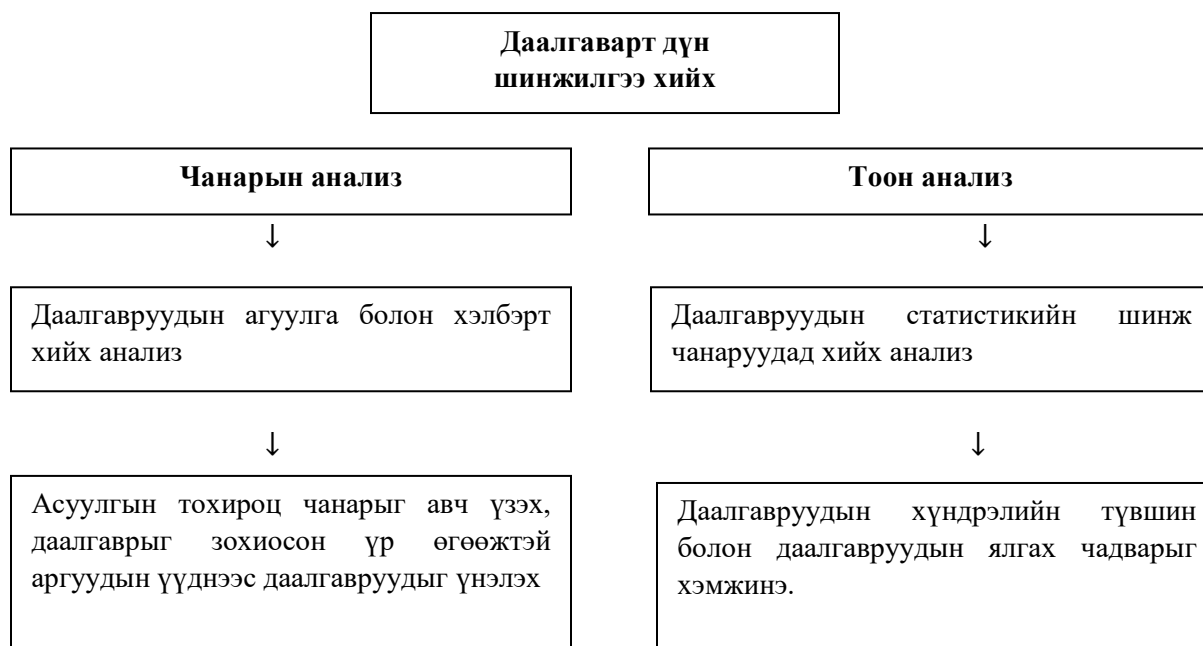 Даалгаварт дүн
шинжилгээ хийх
Чанарын анализ
Тоон анализ
↓
↓
Даалгавруудын агуулга болон хэлбэрт
хийх анализ
Даалгавруудын статистикийн шинж
чанаруудад хийх анализ
↓
↓
Асуулгын тохироц чанарыг авч үзэх,
даалгаврыг зохиосон үр өгөөжтэй
аргуудын үүднээс даалгавруудыг үнэлэх
Даалгавруудын хүндрэлийн түвшин
болон даалгавруудын ялгах чадварыг
хэмжинэ.